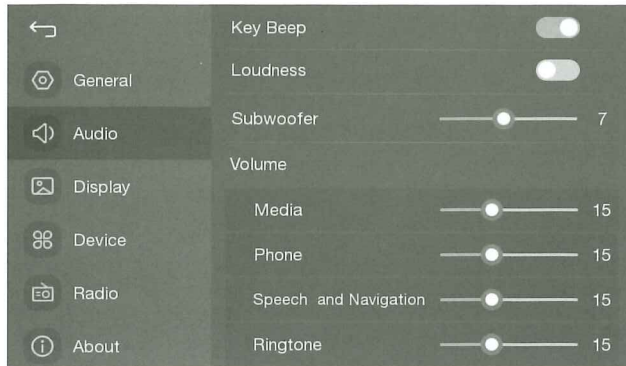 Key Beep
General
Loudness
Audio
Subwoofer 7
Volume
Display
Media 15
Device
Phone 15
Radio
Speech and Navigation 15
About
Ringtone 15